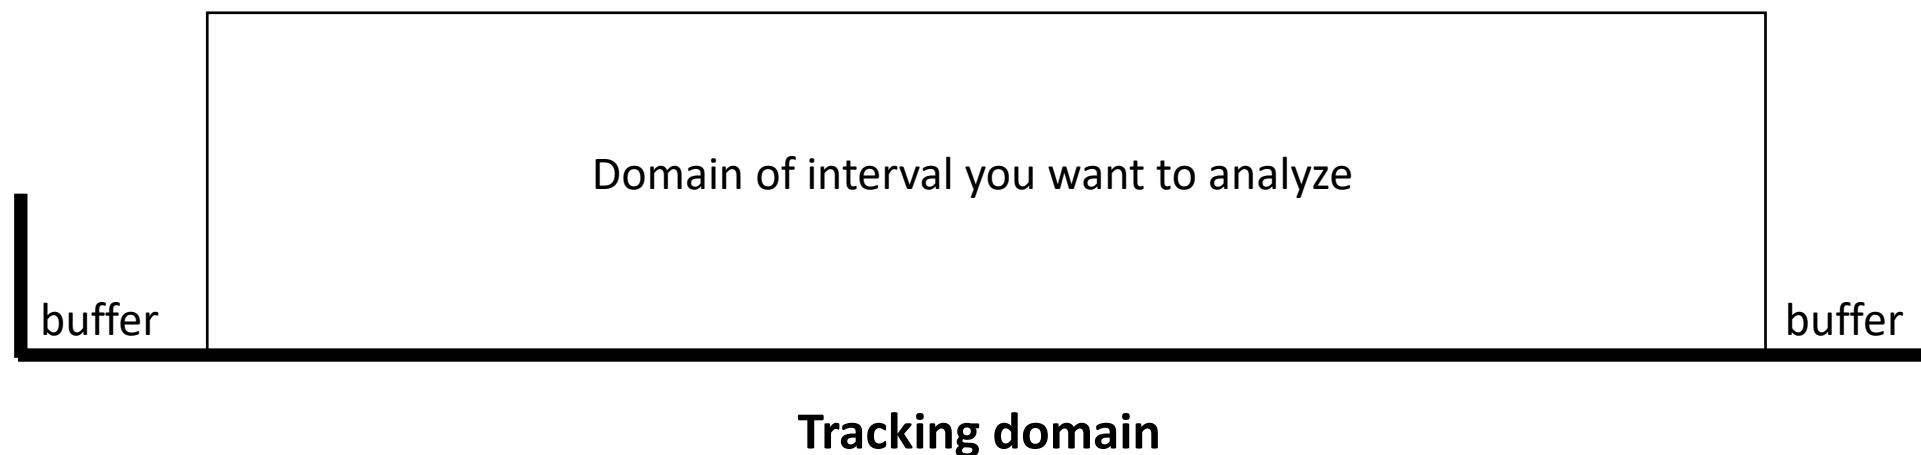 Domain of interval you want to analyze
buffer
buffer
Tracking domain